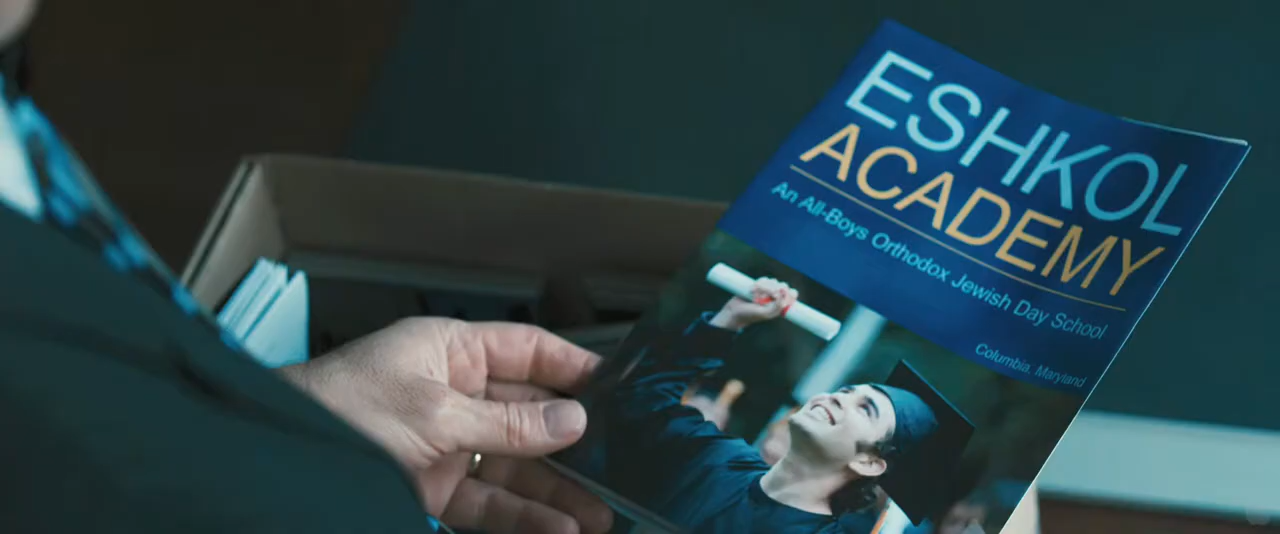 ESHKOL
ACADEMY
An All-Boys Orthodox Jewish Day School
Columbia, Maryland